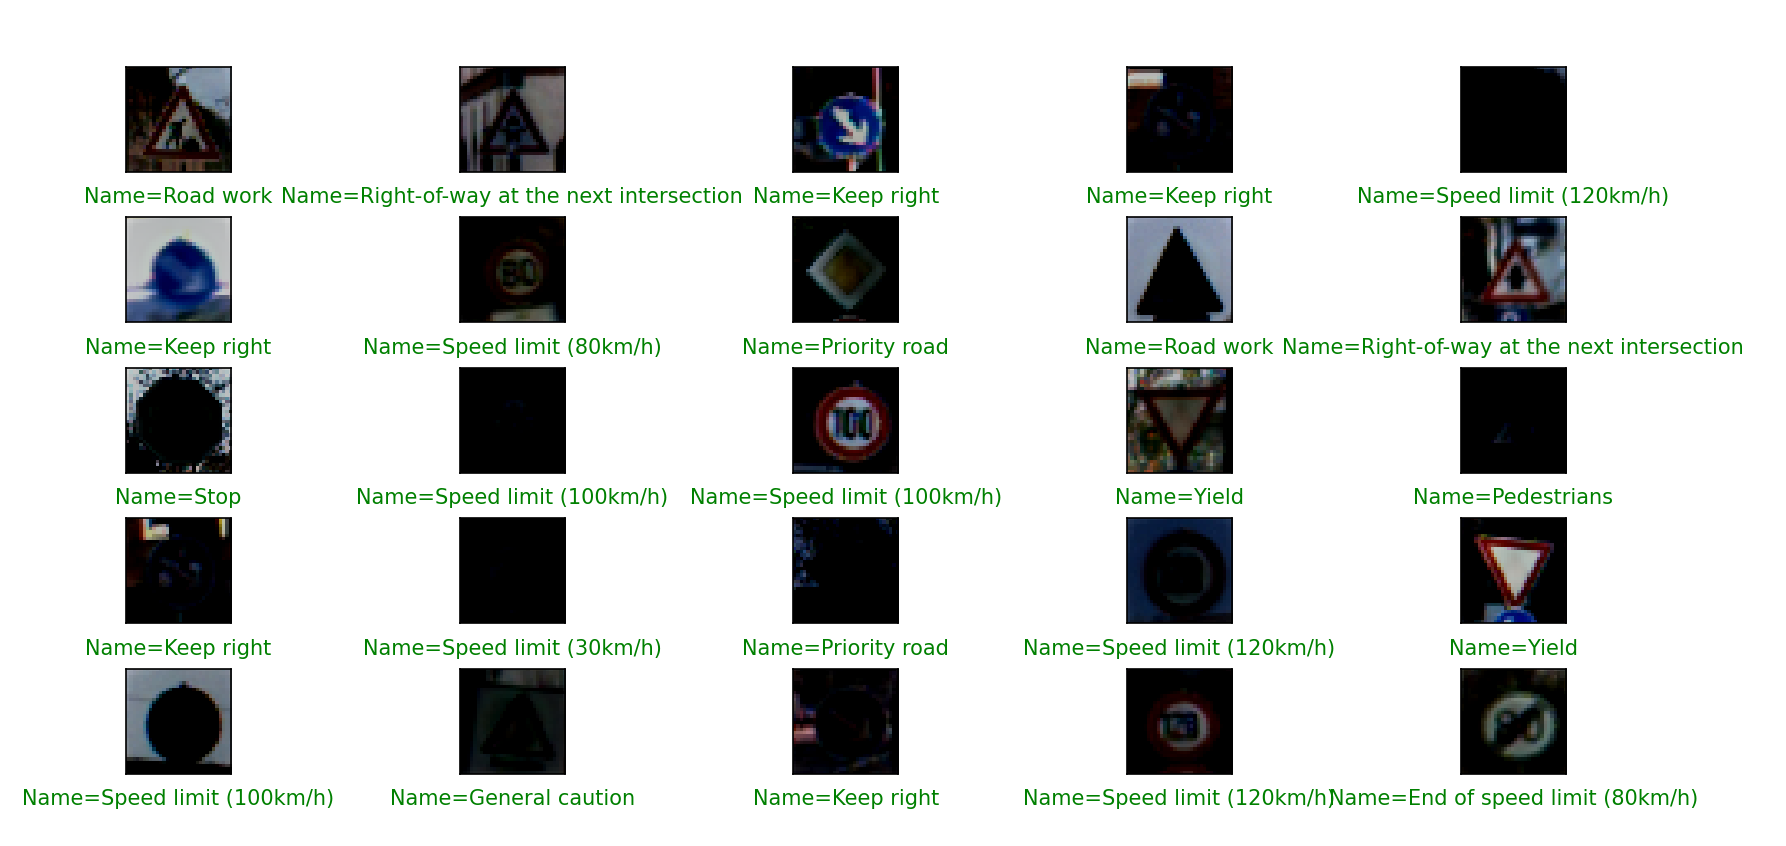 Name=Road work
Name=Right-of-way at the next intersection
Name=Keep right
Name=Keep right
Name=Speed limit (120km/h)
80
Name=Keep right
Name=Speed limit (80km/h)
Name=Priority road
Name=Road work
Name=Right-of-way at the next intersection
100
Name=Stop
Name=Speed limit (100km/h)
Name=Speed limit (100km/h)
Name=Yield
Name=Pedestrians
Name=Keep right
Name=Speed limit (30km/h)
Name=Priority road
Name=Speed limit (120km/h)
Name=Yield
Name=Speed limit (100km/h)
Name=General caution
Name=Keep right
Name=Speed limit (120km/h)
Name=End of speed limit (80km/h)